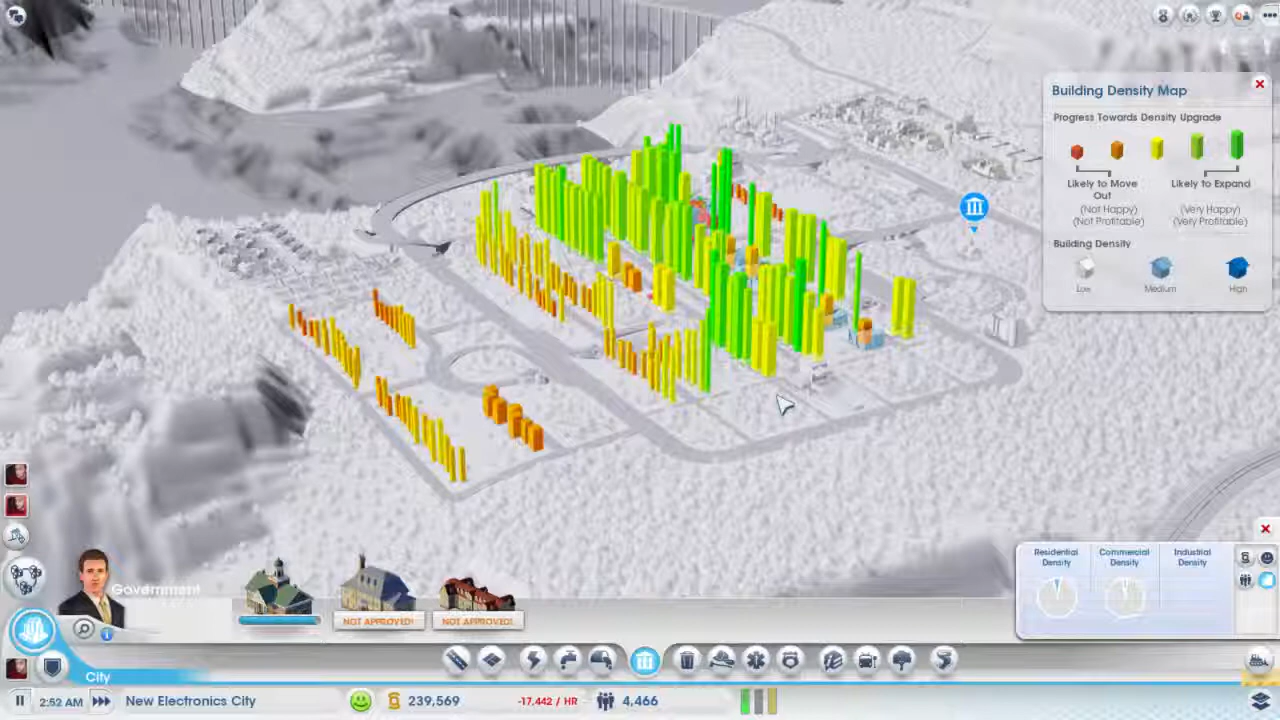 Building Density Map
Progress Towards Density Upgrade
Likely to Move Out
(Not Happy)
(Not Profitable)
Likely to Expand
(Very Happy)
(Very Profitable)
Building Density
Low
Medium
High
Residential Density
Commercial Density
Industrial Density
Government
NOT APPROVED!
NOT APPROVED!
City
2:52 AM
New Electronics City
239,569
-17,442 / HR
4,466